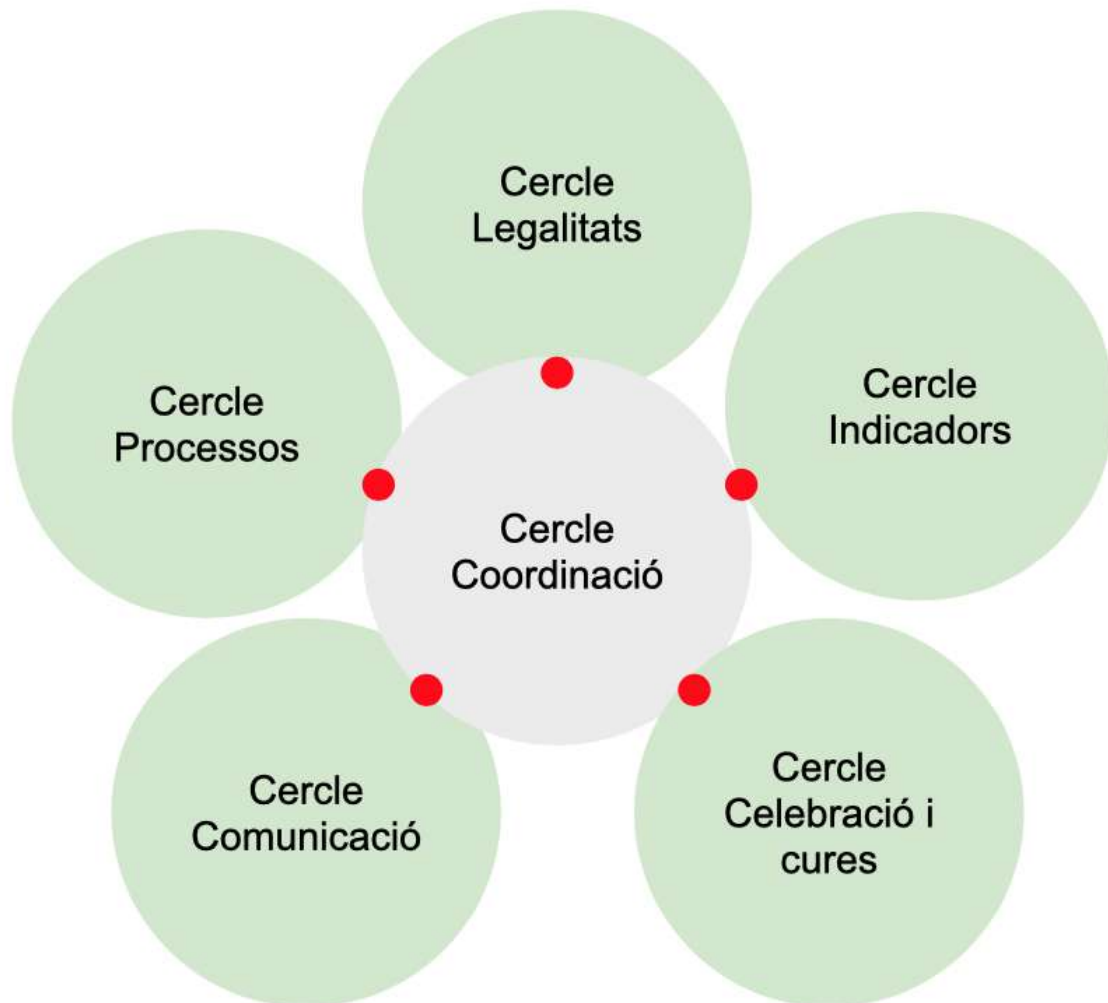 Cercle
Legalitats
Cercle
Indicadors
Cercle
Processos
Cercle
Coordinació
Cercle
Comunicació
Cercle
Celebració i
cures